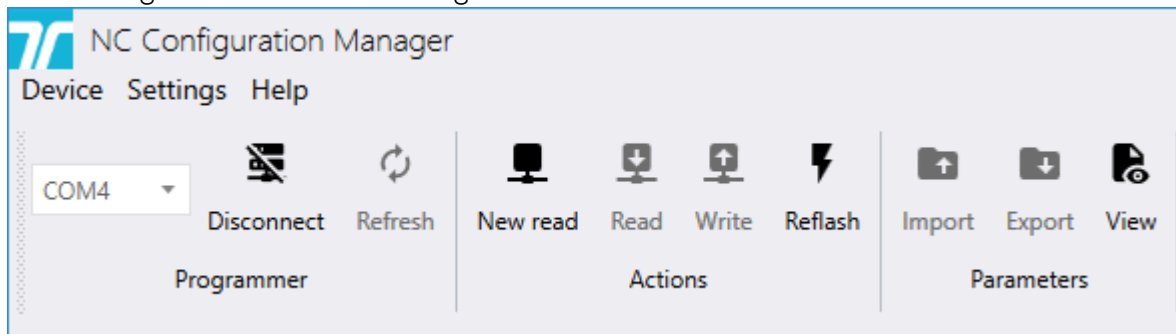 NC Configuration Manager
Device Settings Help
COM4
Disconnect Refresh New read Read Write Reflash Import Export View
Programmer Actions Parameters